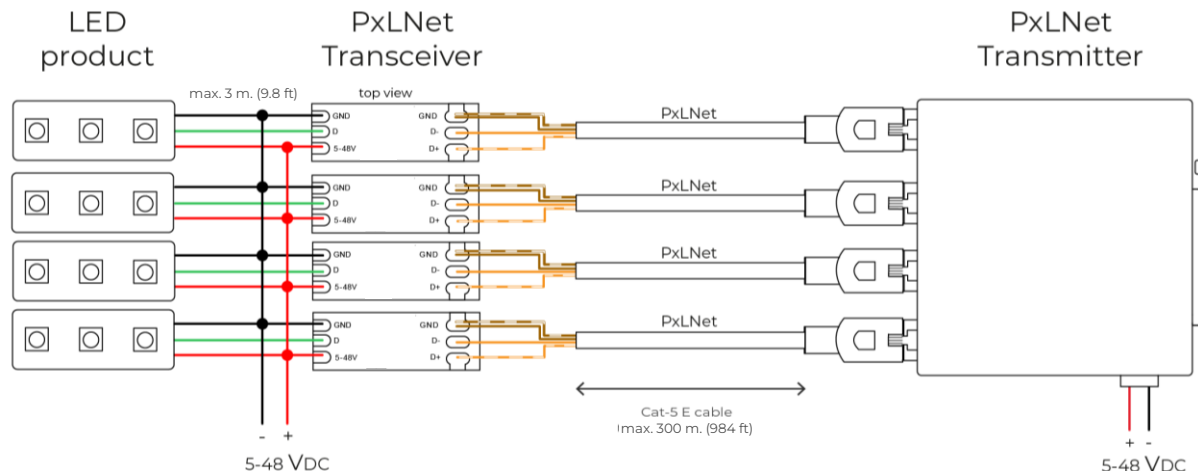 LED
product
PxLNet
Transceiver
PxLNet
Transmitter
max. 3 m. (9.8 ft)
top view
GND
D
5-48V
GND
D-
D+
PxLNet
GND
D
5-48V
GND
D-
D+
PxLNet
GND
D
5-48V
GND
D-
D+
PxLNet
GND
D
5-48V
GND
D-
D+
PxLNet
Cat-5 E cable
max. 300 m. (984 ft)
- +
5-48 VDC
+ -
5-48 VDC